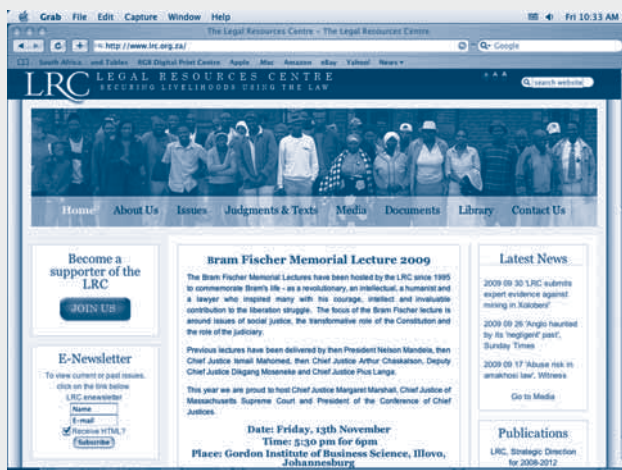 Grab File Edit Capture Window Help
Fri 10:33 AM
The Legal Resources Centre - The Legal Resources Centre
http://www.lrc.org.za/
Google
South Africa and Tables RGB Digital Print Centre Apple .Mac Amazon eBay Yahoo! News
LRC LEGAL RESOURCES CENTRE
SECURING LIVELIHOODS USING THE LAW
A A A
search website
Home About Us Issues Judgments & Texts Media Documents Library Contact Us
Become a
supporter of the
LRC
JOIN US
E-Newsletter
To view current or past issues,
click on the link below
LRC enewsletter
Name
E-mail
Receive HTML?
Subscribe
Bram Fischer Memorial Lecture 2009
The Bram Fischer Memorial Lectures have been hosted by the LRC since 1995
to commemorate Bram's life - as a revolutionary, an intellectual, a humanist and
a lawyer who inspired many with his courage, intellect and invaluable
contribution to the liberation struggle. The focus of the Bram Fischer lecture is
around issues of social justice, the transformative role of the Constitution and
the role of the judiciary.
Previous lectures have been delivered by then President Nelson Mandela, then
Chief Justice Ismail Mahomed, then Chief Justice Arthur Chaskalson, Deputy
Chief Justice Dikgang Moseneke and Chief Justice Pius Langa.
This year we are proud to host Chief Justice Margaret Marshall, Chief Justice of
Massachusetts Supreme Court and President of the Conference of Chief
Justices.
Date: Friday, 13th November
Time: 5:30 pm for 6pm
Place: Gordon Institute of Business Science, Illovo,
Johannesburg
Latest News
2009 09 30 'LRC submits
expert evidence against
mining in Xolobeni'
2009 09 26 'Anglo haunted
by its 'negligent' past',
Sunday Times
2009 09 17 'Abuse risk in
amakhosi law', Witness
Go to Media
Publications
LRC, Strategic Direction
for 2008-2012